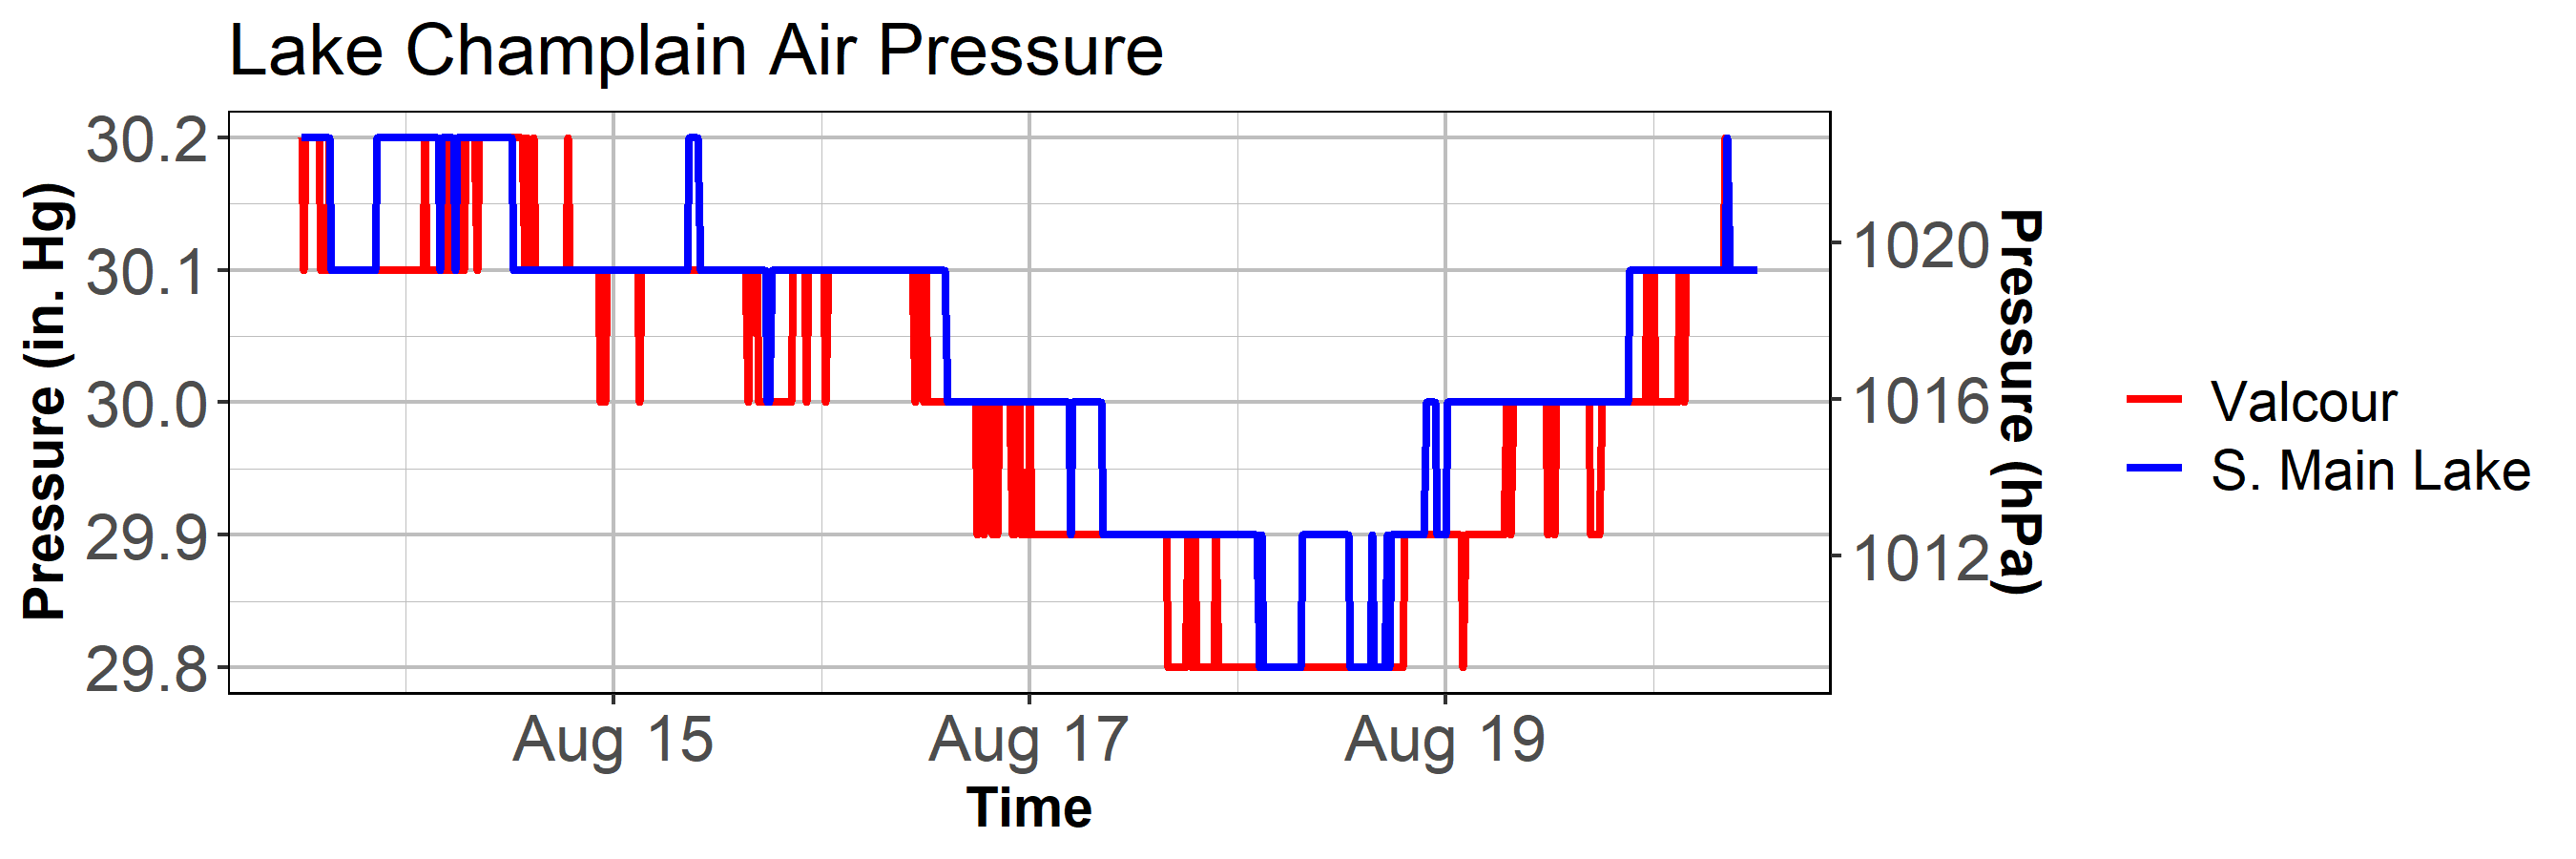 Lake Champlain Air Pressure
Pressure (in. Hg)
30.2
30.1
30.0
29.9
29.8
1020
1016
1012
Pressure (hPa)
Valcour
S. Main Lake
Aug 15
Aug 17
Aug 19
Time